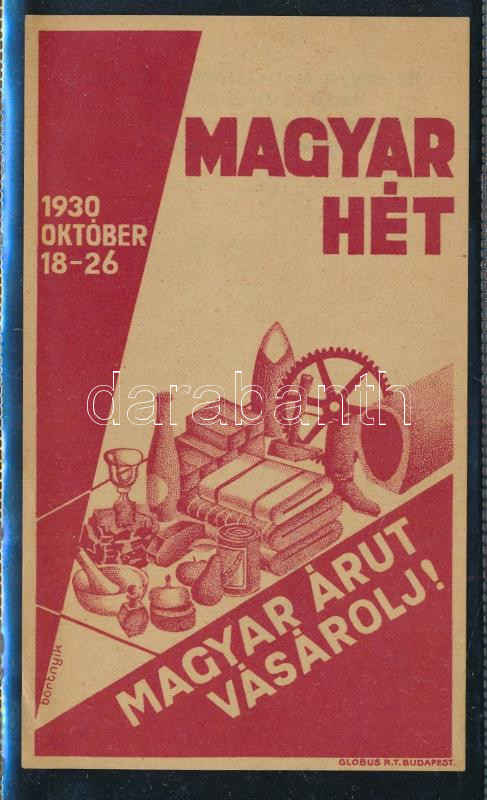 MAGYAR
HÉT
1930
OKTÓBER
18-26
darabanth
MAGYAR ÁRUT
VÁSÁROLJ!
bortnyik
GLOBUS R.T. BUDAPEST.